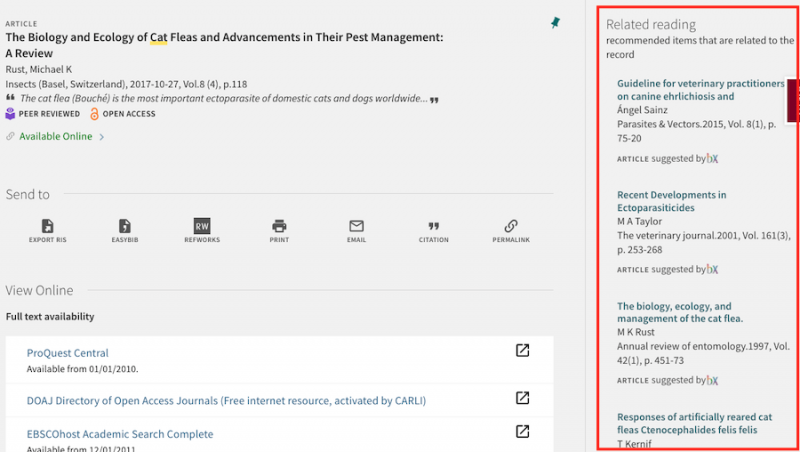 ARTICLE
The Biology and Ecology of Cat Fleas and Advancements in Their Pest Management:
A Review
Rust, Michael K
Insects (Basel, Switzerland), 2017-10-27, Vol.8 (4), p.118
❝ The cat flea (Bouché) is the most important ectoparasite of domestic cats and dogs worldwide... ❞
PEER REVIEWED OPEN ACCESS
Available Online >
Send to
EXPORT RIS
EASYBIB
RW
REFWORKS
PRINT
EMAIL
CITATION
PERMALINK
View Online
Full text availability
ProQuest Central
Available from 01/01/2010.
DOAJ Directory of Open Access Journals (Free internet resource, activated by CARLI)
EBSCOhost Academic Search Complete
Available from 12/01/2011.
Related reading
recommended items that are related to the
record
Guideline for veterinary practitioners
on canine ehrlichiosis and
Ángel Sainz
Parasites & Vectors.2015, Vol. 8(1), p.
75-20
ARTICLE suggested by bX
Recent Developments in
Ectoparasiticides
M A Taylor
The veterinary journal.2001, Vol. 161(3),
p. 253-268
ARTICLE suggested by bX
The biology, ecology, and
management of the cat flea.
M K Rust
Annual review of entomology.1997, Vol.
42(1), p. 451-73
ARTICLE suggested by bX
Responses of artificially reared cat
fleas Ctenocephalides felis felis
T Kernif